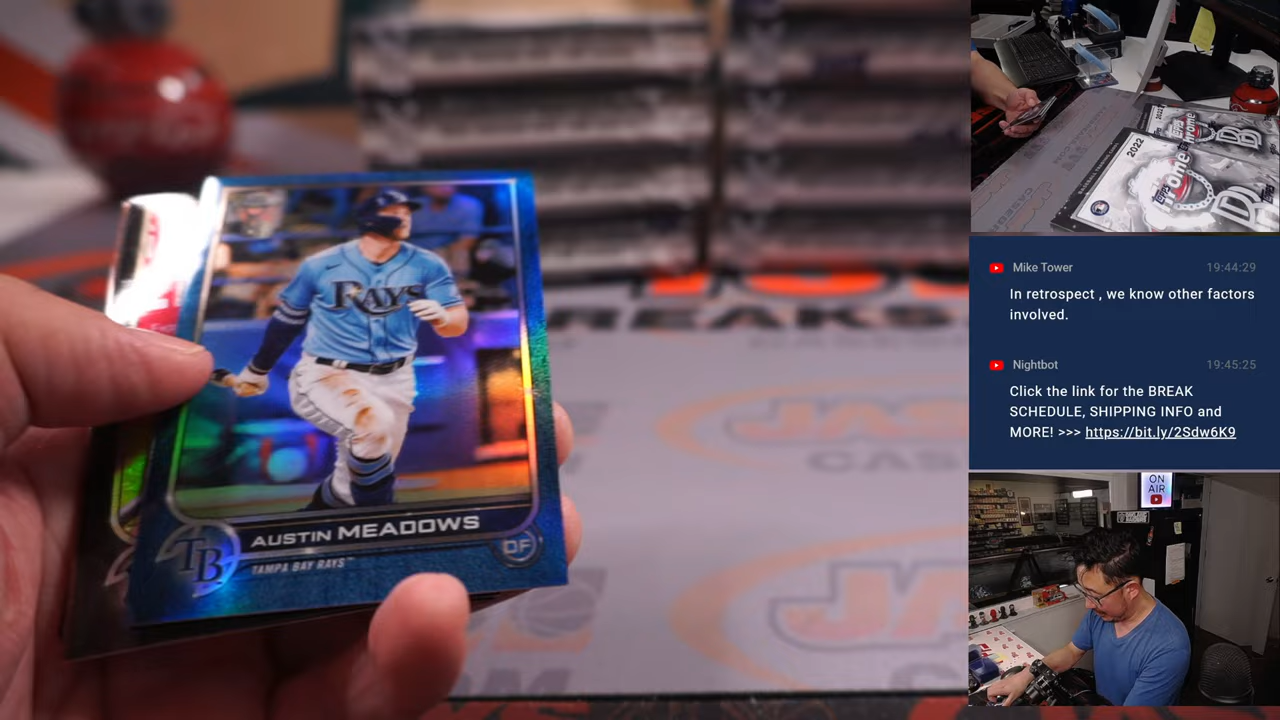 RAYS
AUSTIN MEADOWS
OF
TB
TAMPA BAY RAYS
BREAKS
2022
Mike Tower 19:44:29
In retrospect , we know other factors
involved.
Nightbot 19:45:25
Click the link for the BREAK
SCHEDULE, SHIPPING INFO and
MORE! >>> https://bit.ly/2Sdw6K9
ON
AIR